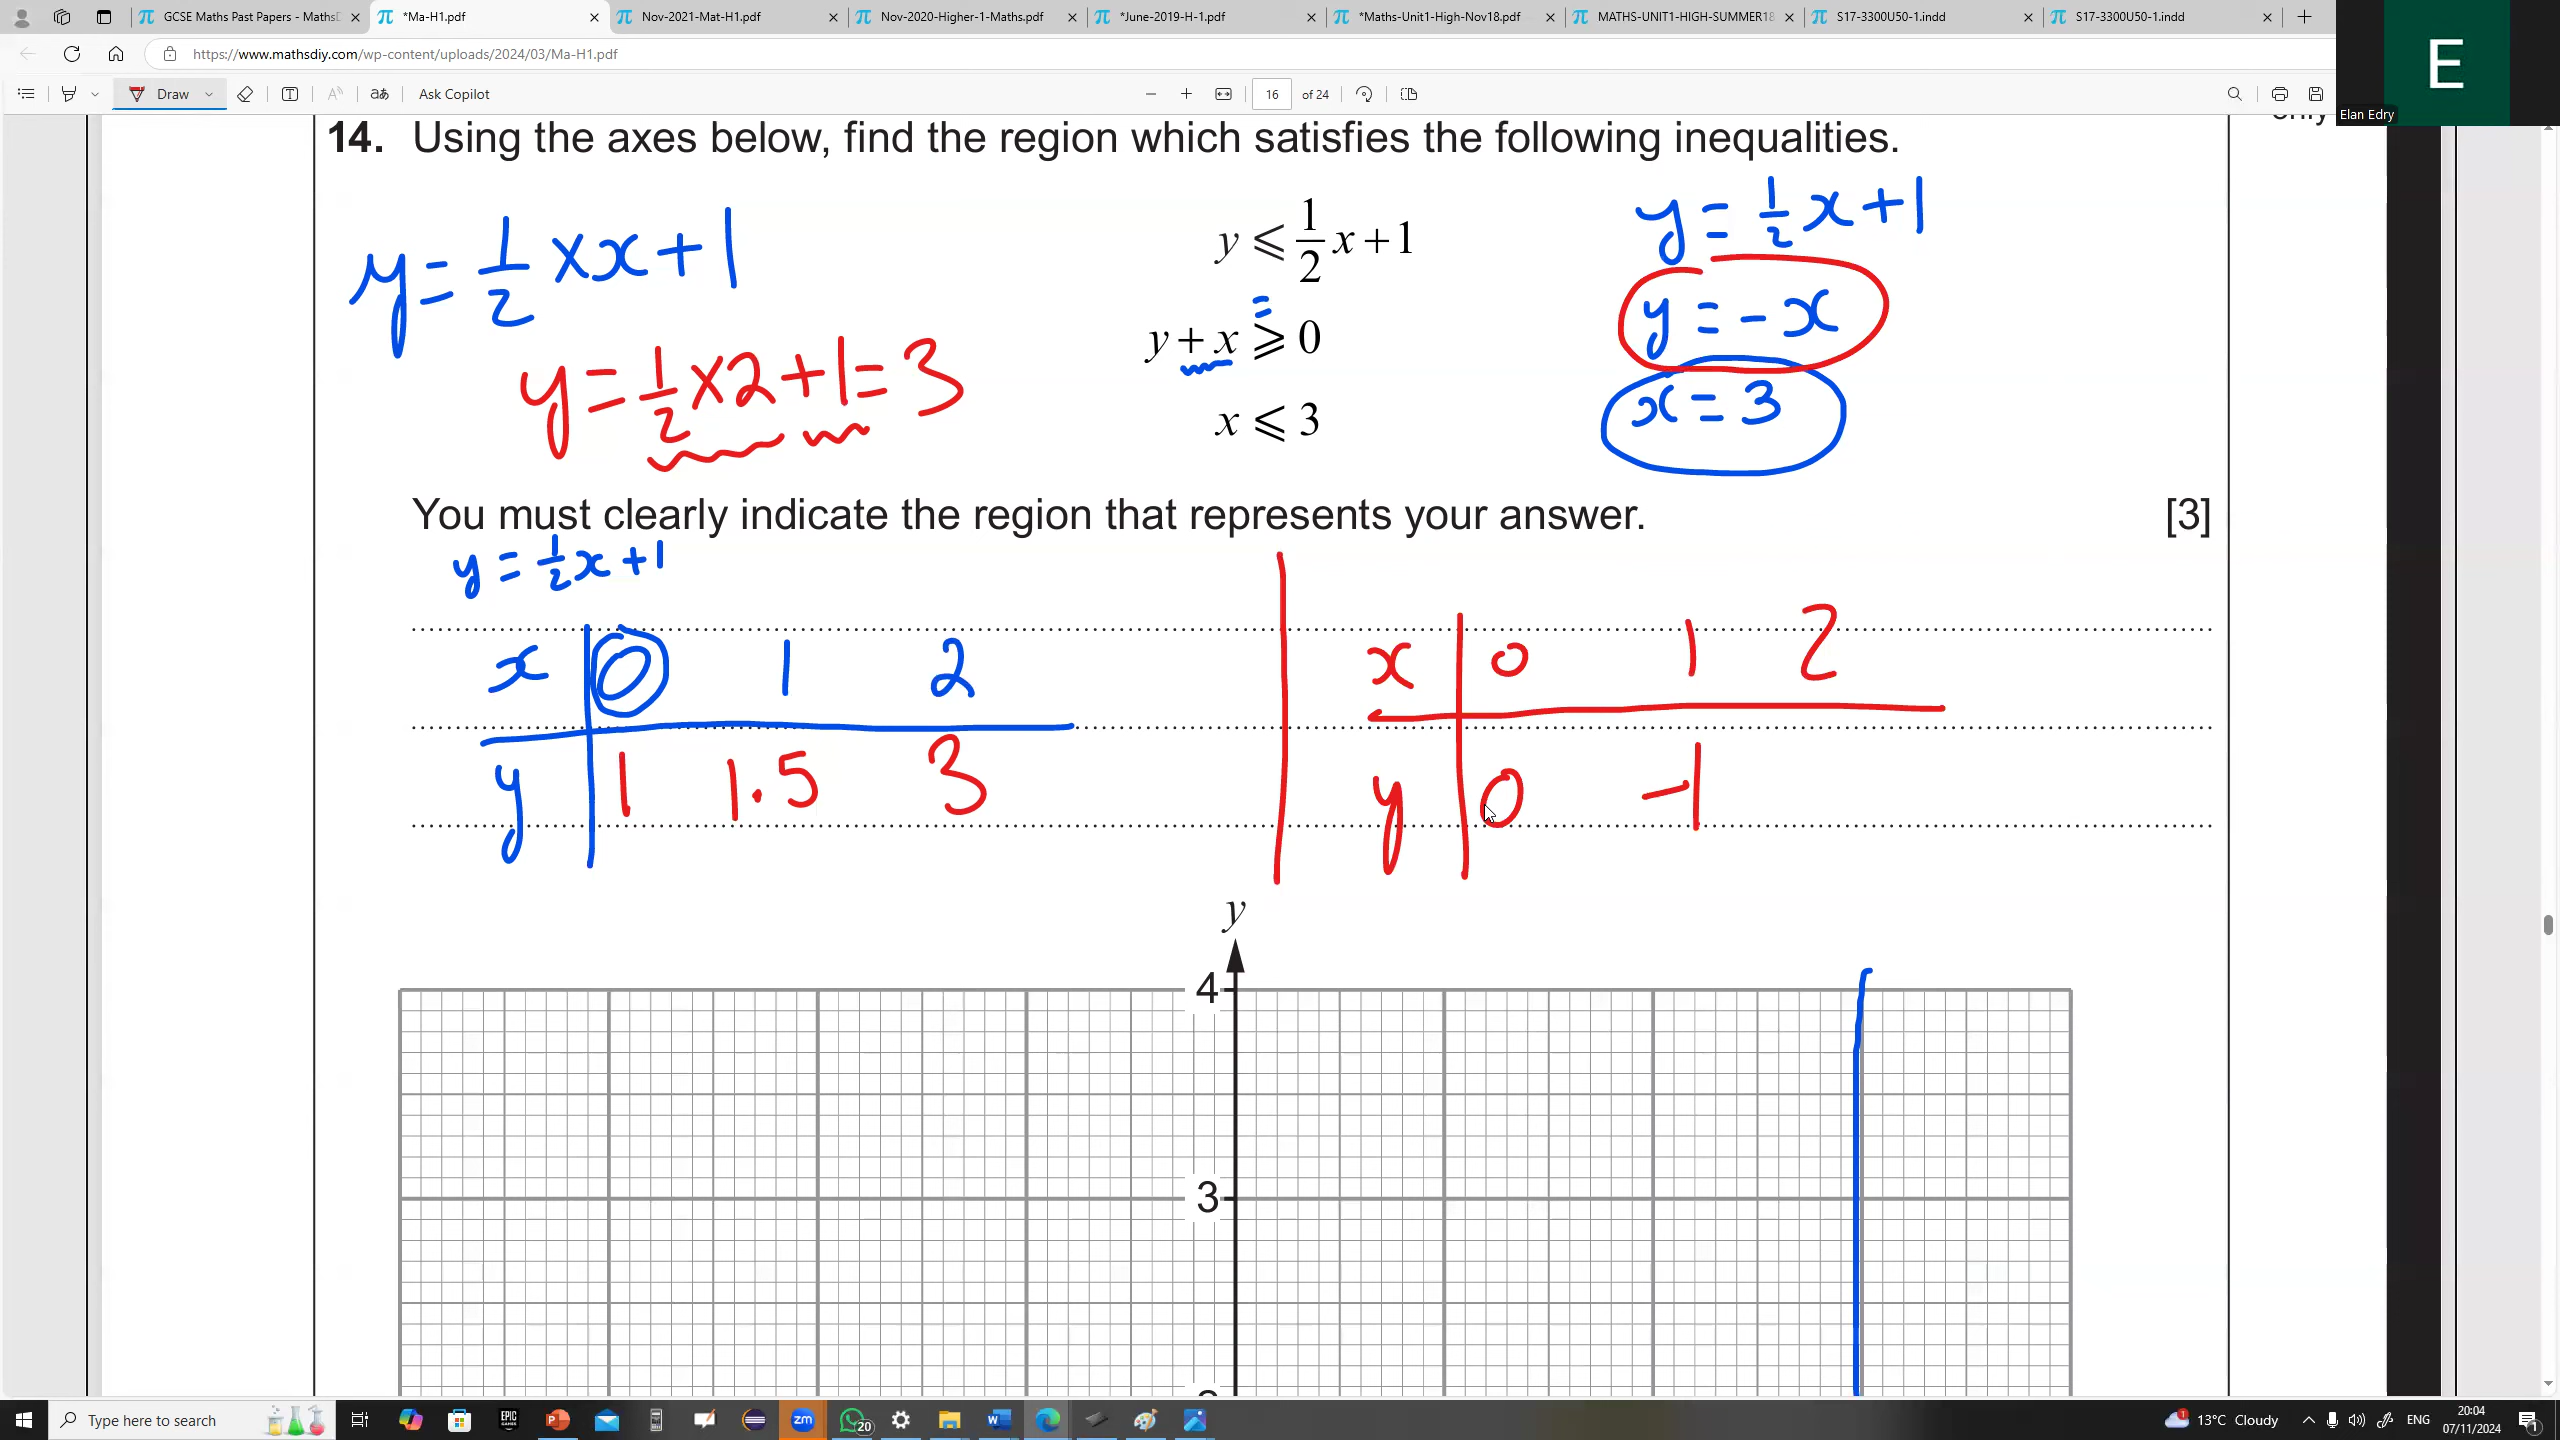 GCSE Maths Past Papers - MathsD
*Ma-H1.pdf
Nov-2021-Mat-H1.pdf
Nov-2020-Higher-1-Maths.pdf
*June-2019-H-1.pdf
*Maths-Unit1-High-Nov18.pdf
MATHS-UNIT1-HIGH-SUMMER18
S17-3300U50-1.indd
S17-3300U50-1.indd
https://www.mathsdiy.com/wp-content/uploads/2024/03/Ma-H1.pdf
Draw
Ask Copilot
16 of 24
E
Elan Edry
only
14. Using the axes below, find the region which satisfies the following inequalities.
y = 1/2 × x + 1
y ⩽ 1/2 x + 1
y = 1/2 x + 1
=
y = - x
y + x ⩾ 0
y = 1/2 × 2 + 1 = 3
x = 3
x ⩽ 3
You must clearly indicate the region that represents your answer. [3]
y = 1/2 x + 1
x 0 1 2
x 0 1 2
y 1 1.5 3
y 0 -1
y
4
3
Type here to search
20
13°C Cloudy
ENG
20:04
07/11/2024